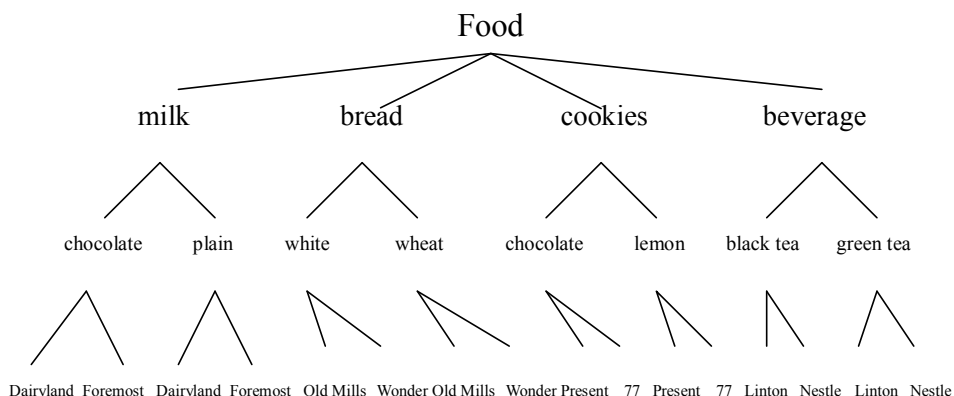 Food
milk bread cookies beverage
chocolate plain white wheat chocolate lemon black tea green tea
Dairyland Foremost Dairyland Foremost Old Mills Wonder Old Mills Wonder Present 77 Present 77 Linton Nestle Linton Nestle